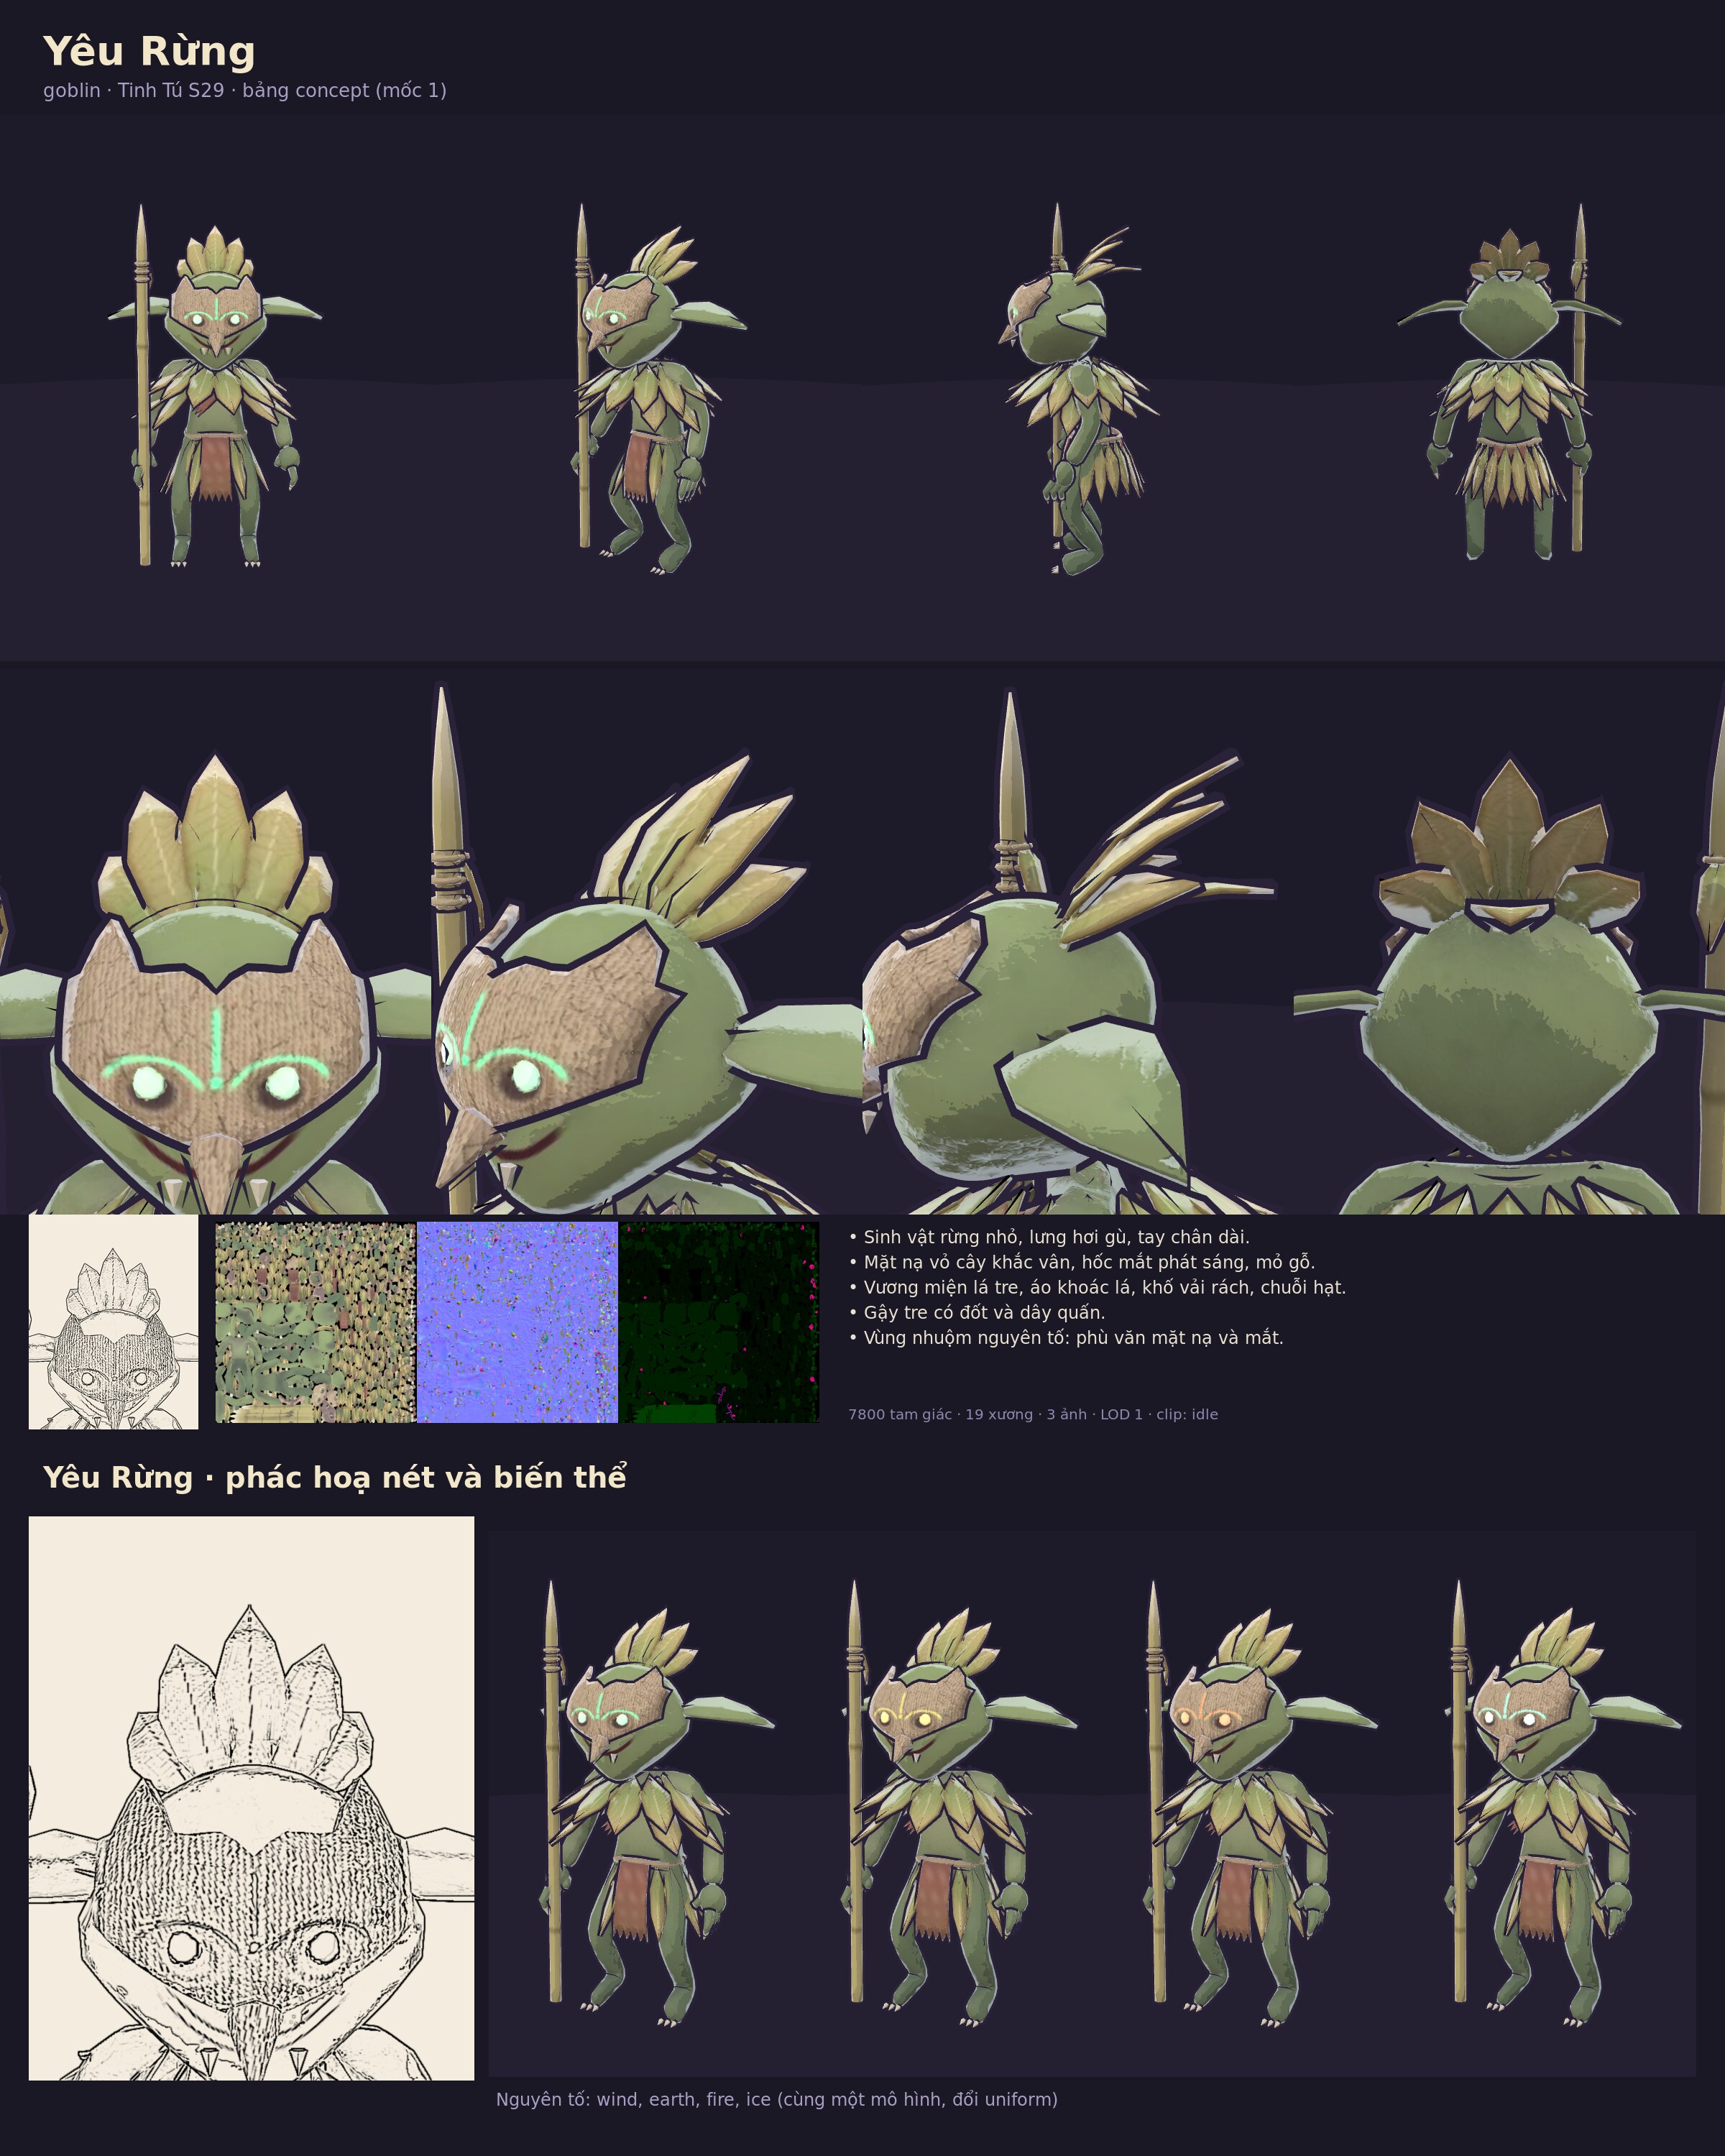 Yêu Rừng
goblin · Tinh Tú S29 · bảng concept (mốc 1)
• Sinh vật rừng nhỏ, lưng hơi gù, tay chân dài.
• Mặt nạ vỏ cây khắc vân, hốc mắt phát sáng, mỏ gỗ.
• Vương miện lá tre, áo khoác lá, khố vải rách, chuỗi hạt.
• Gậy tre có đốt và dây quấn.
• Vùng nhuộm nguyên tố: phù văn mặt nạ và mắt.
7800 tam giác · 19 xương · 3 ảnh · LOD 1 · clip: idle
Yêu Rừng · phác hoạ nét và biến thể
Nguyên tố: wind, earth, fire, ice (cùng một mô hình, đổi uniform)